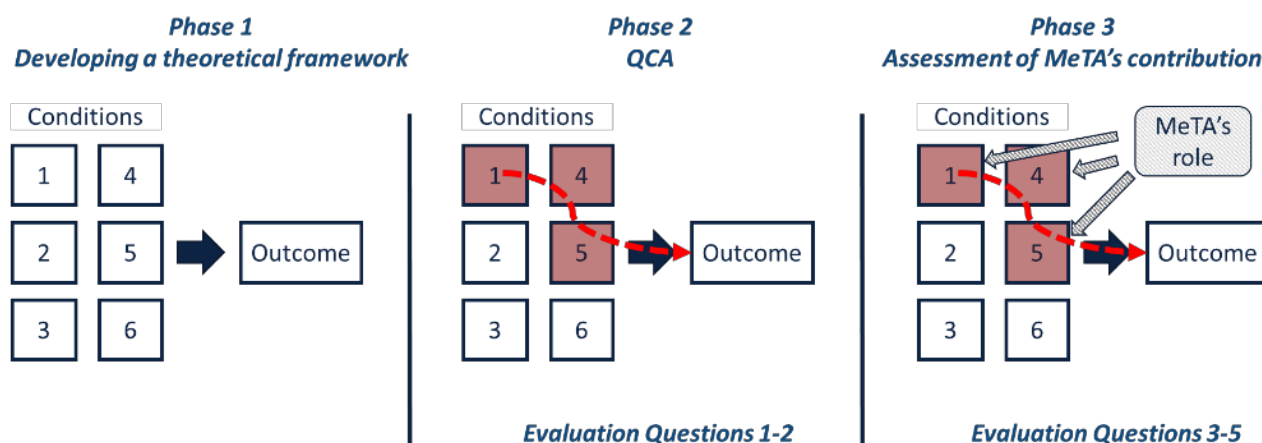 Phase 1
Developing a theoretical framework
Conditions
1 4
2 5
Outcome
3 6
Phase 2
QCA
Conditions
1 4
2 5
Outcome
3 6
Evaluation Questions 1-2
Phase 3
Assessment of MeTA's contribution
Conditions
MeTA's
role
1 4
2 5
Outcome
3 6
Evaluation Questions 3-5